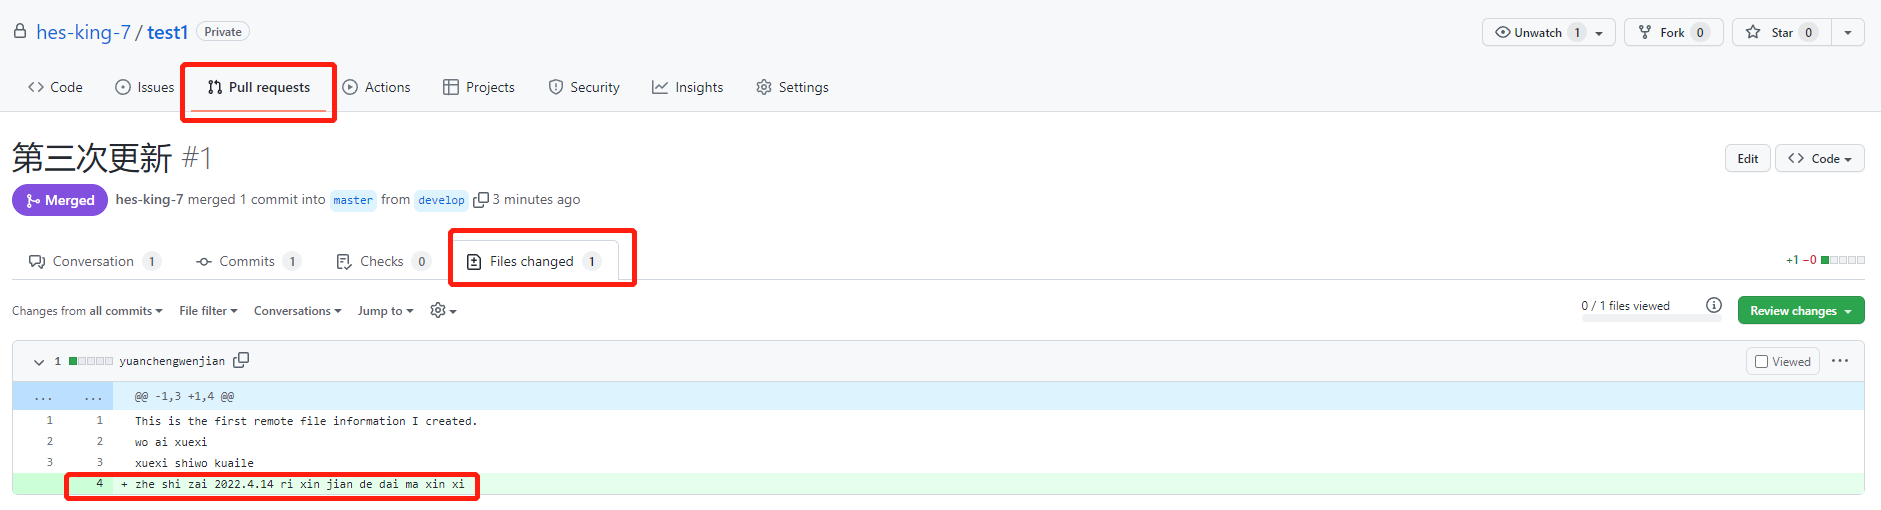 hes-king-7 / test1 Private Unwatch 1 Fork 0 Star 0
Code Issues Pull requests Actions Projects Security Insights Settings
第三次更新 #1 Edit Code
Merged hes-king-7 merged 1 commit into master from develop 3 minutes ago
Conversation 1 Commits 1 Checks 0 Files changed 1 +1 −0
Changes from all commits File filter Conversations Jump to 0 / 1 files viewed Review changes
1 yuanchengwenjian Viewed ...
... ... @@ -1,3 +1,4 @@
1 1 This is the first remote file information I created.
2 2 wo ai xuexi
3 3 xuexi shiwo kuaile
4 + zhe shi zai 2022.4.14 ri xin jian de dai ma xin xi